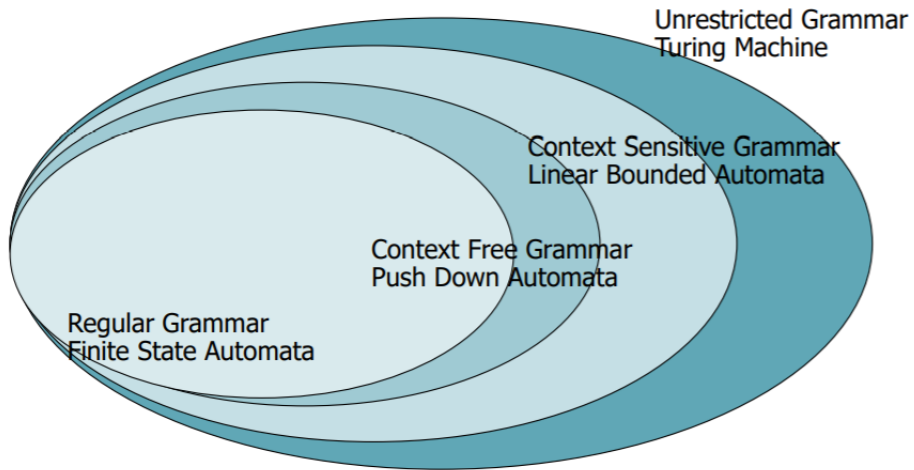 Unrestricted Grammar
Turing Machine
Context Sensitive Grammar
Linear Bounded Automata
Context Free Grammar
Push Down Automata
Regular Grammar
Finite State Automata